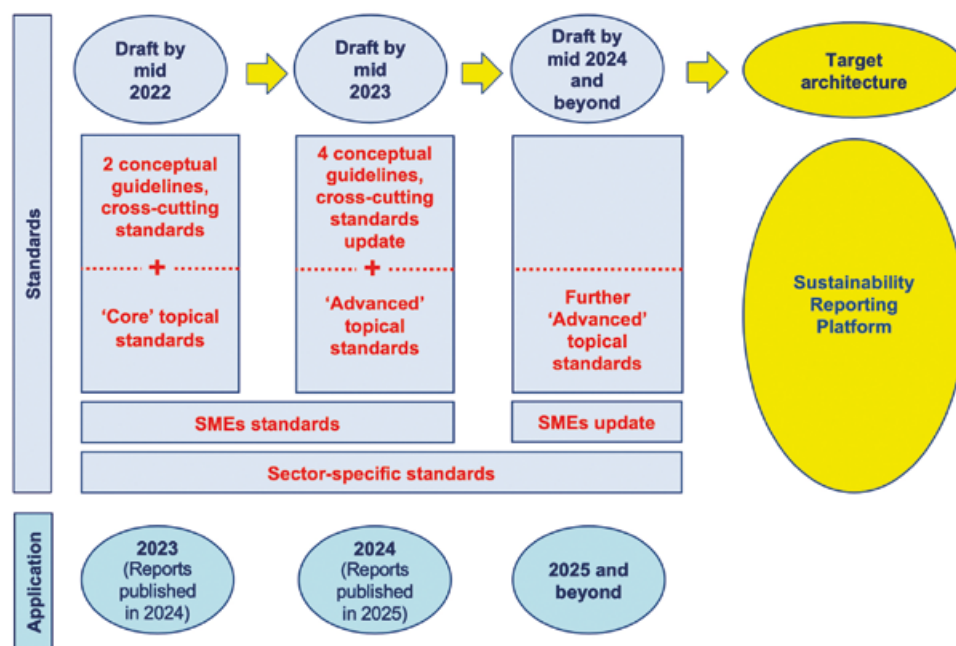 Standards
Draft by
mid
2022
Draft by
mid
2023
Draft by
mid 2024
and
beyond
Target
architecture
2 conceptual
guidelines,
cross-cutting
standards
+
‘Core’ topical
standards
4 conceptual
guidelines,
cross-cutting
standards
update
+
‘Advanced’
topical
standards
Further
‘Advanced’
topical
standards
Sustainability
Reporting
Platform
SMEs standards
SMEs update
Sector-specific standards
Application
2023
(Reports
published
in 2024)
2024
(Reports
published
in 2025)
2025 and
beyond